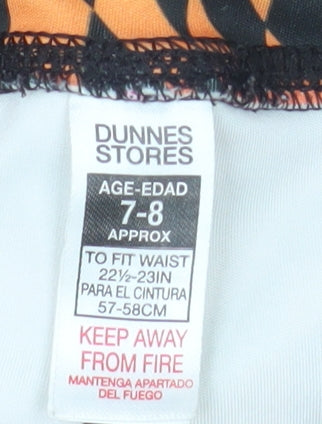 DUNNES
STORES
AGE-EDAD
7-8
APPROX
TO FIT WAIST
22½-23IN
PARA EL CINTURA
57-58CM
KEEP AWAY
FROM FIRE
MANTENGA APARTADO
DEL FUEGO